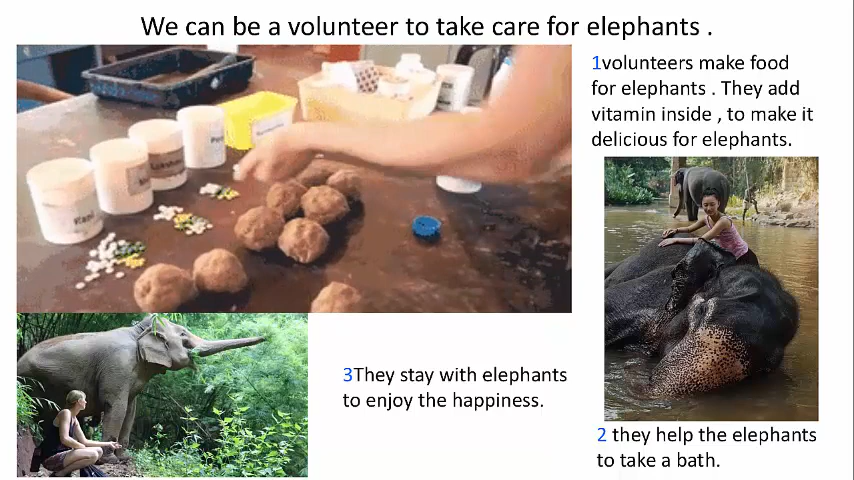 We can be a volunteer to take care for elephants .
1volunteers make food
for elephants . They add
vitamin inside , to make it
delicious for elephants.
Rani
3They stay with elephants
to enjoy the happiness.
2 they help the elephants
to take a bath.